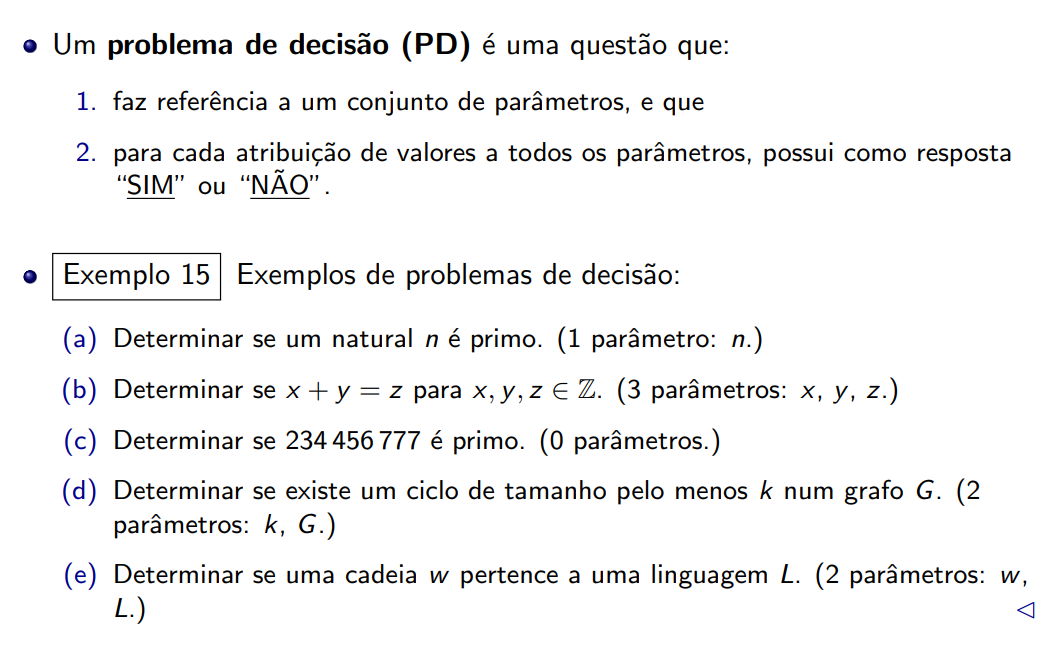 Um problema de decisão (PD) é uma questão que:
1. faz referência a um conjunto de parâmetros, e que
2. para cada atribuição de valores a todos os parâmetros, possui como resposta
“SIM” ou “NÃO”.
Exemplo 15 Exemplos de problemas de decisão:
(a) Determinar se um natural n é primo. (1 parâmetro: n.)
(b) Determinar se x + y = z para x, y, z ∈ ℤ. (3 parâmetros: x, y, z.)
(c) Determinar se 234 456 777 é primo. (0 parâmetros.)
(d) Determinar se existe um ciclo de tamanho pelo menos k num grafo G. (2
parâmetros: k, G.)
(e) Determinar se uma cadeia w pertence a uma linguagem L. (2 parâmetros: w,
L.) ◁